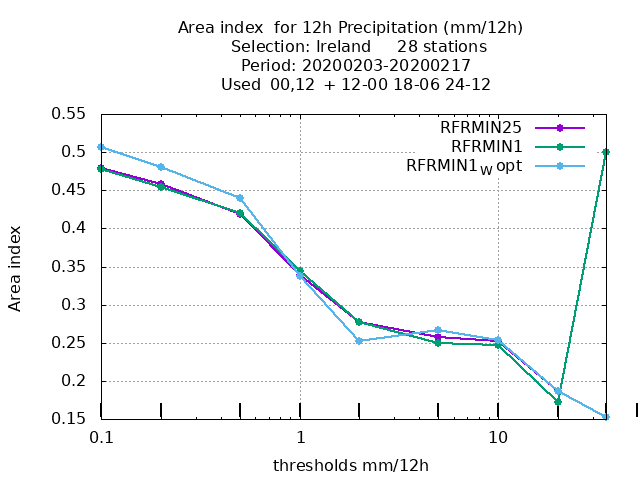 Area index  for 12h Precipitation (mm/12h)
Selection: Ireland     28 stations
Period: 20200203-20200217
Used  00,12  + 12-00 18-06 24-12
0.55
0.5
0.45
0.4
0.35
0.3
0.25
0.2
0.15
Area index
RFRMIN25
RFRMIN1
RFRMIN1W opt
0.1 1 10
thresholds mm/12h